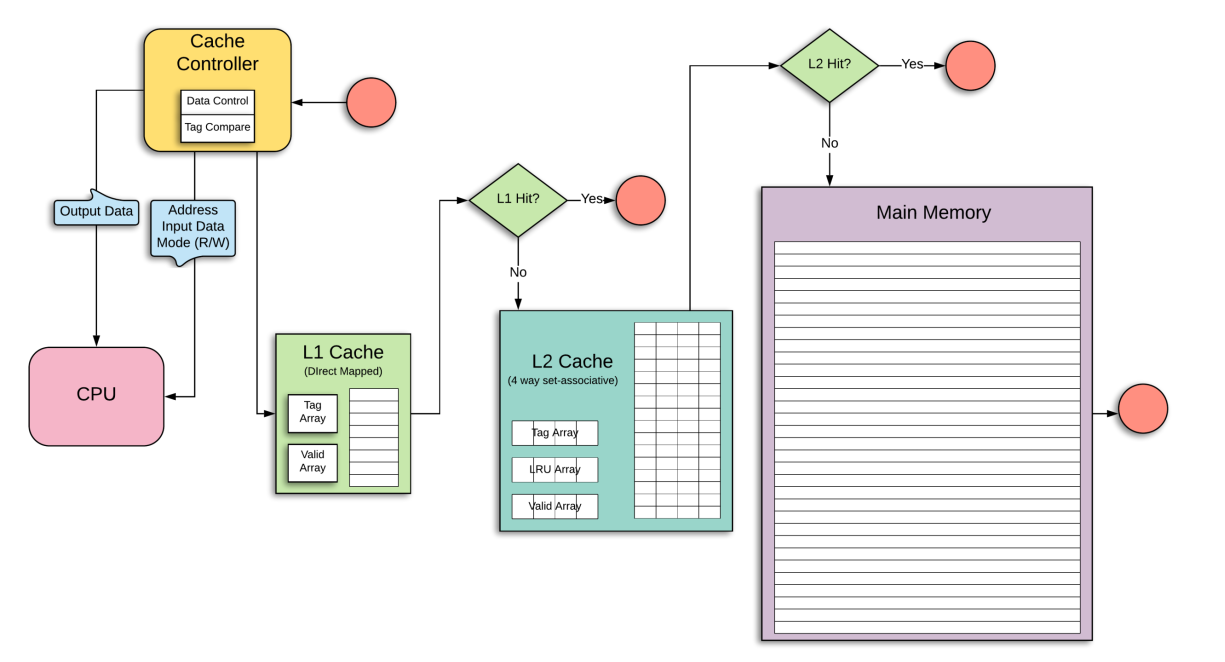 Cache
Controller
Data Control
Tag Compare
Output Data
Address
Input Data
Mode (R/W)
CPU
L1 Cache
(DIrect Mapped)
Tag
Array
Valid
Array
L1 Hit?
Yes
No
L2 Cache
(4 way set-associative)
Tag Array
LRU Array
Valid Array
L2 Hit?
Yes
No
Main Memory